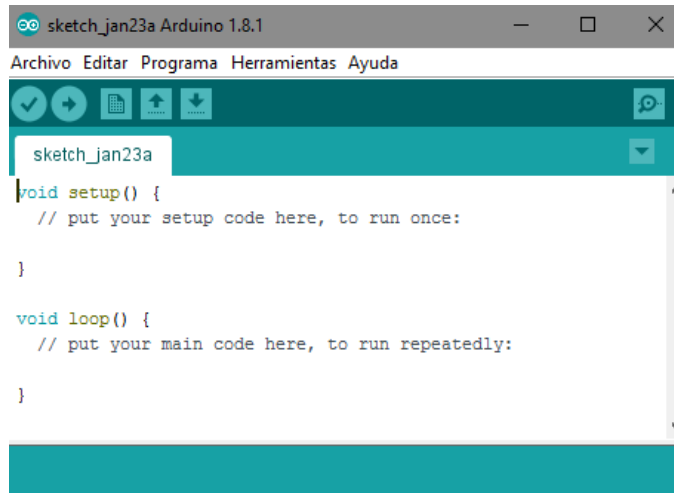 sketch_jan23a Arduino 1.8.1
Archivo Editar Programa Herramientas Ayuda
sketch_jan23a
void setup() {
  // put your setup code here, to run once:
}
void loop() {
  // put your main code here, to run repeatedly:
}